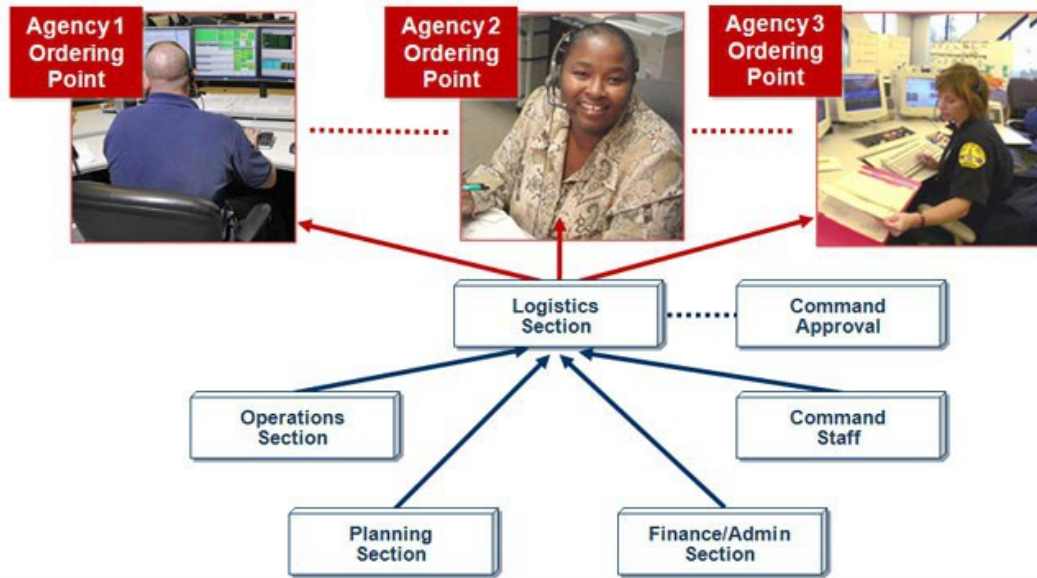 Agency 1
Ordering
Point
Agency 2
Ordering
Point
Agency 3
Ordering
Point
Logistics
Section
Command
Approval
Operations
Section
Command
Staff
Planning
Section
Finance/Admin
Section